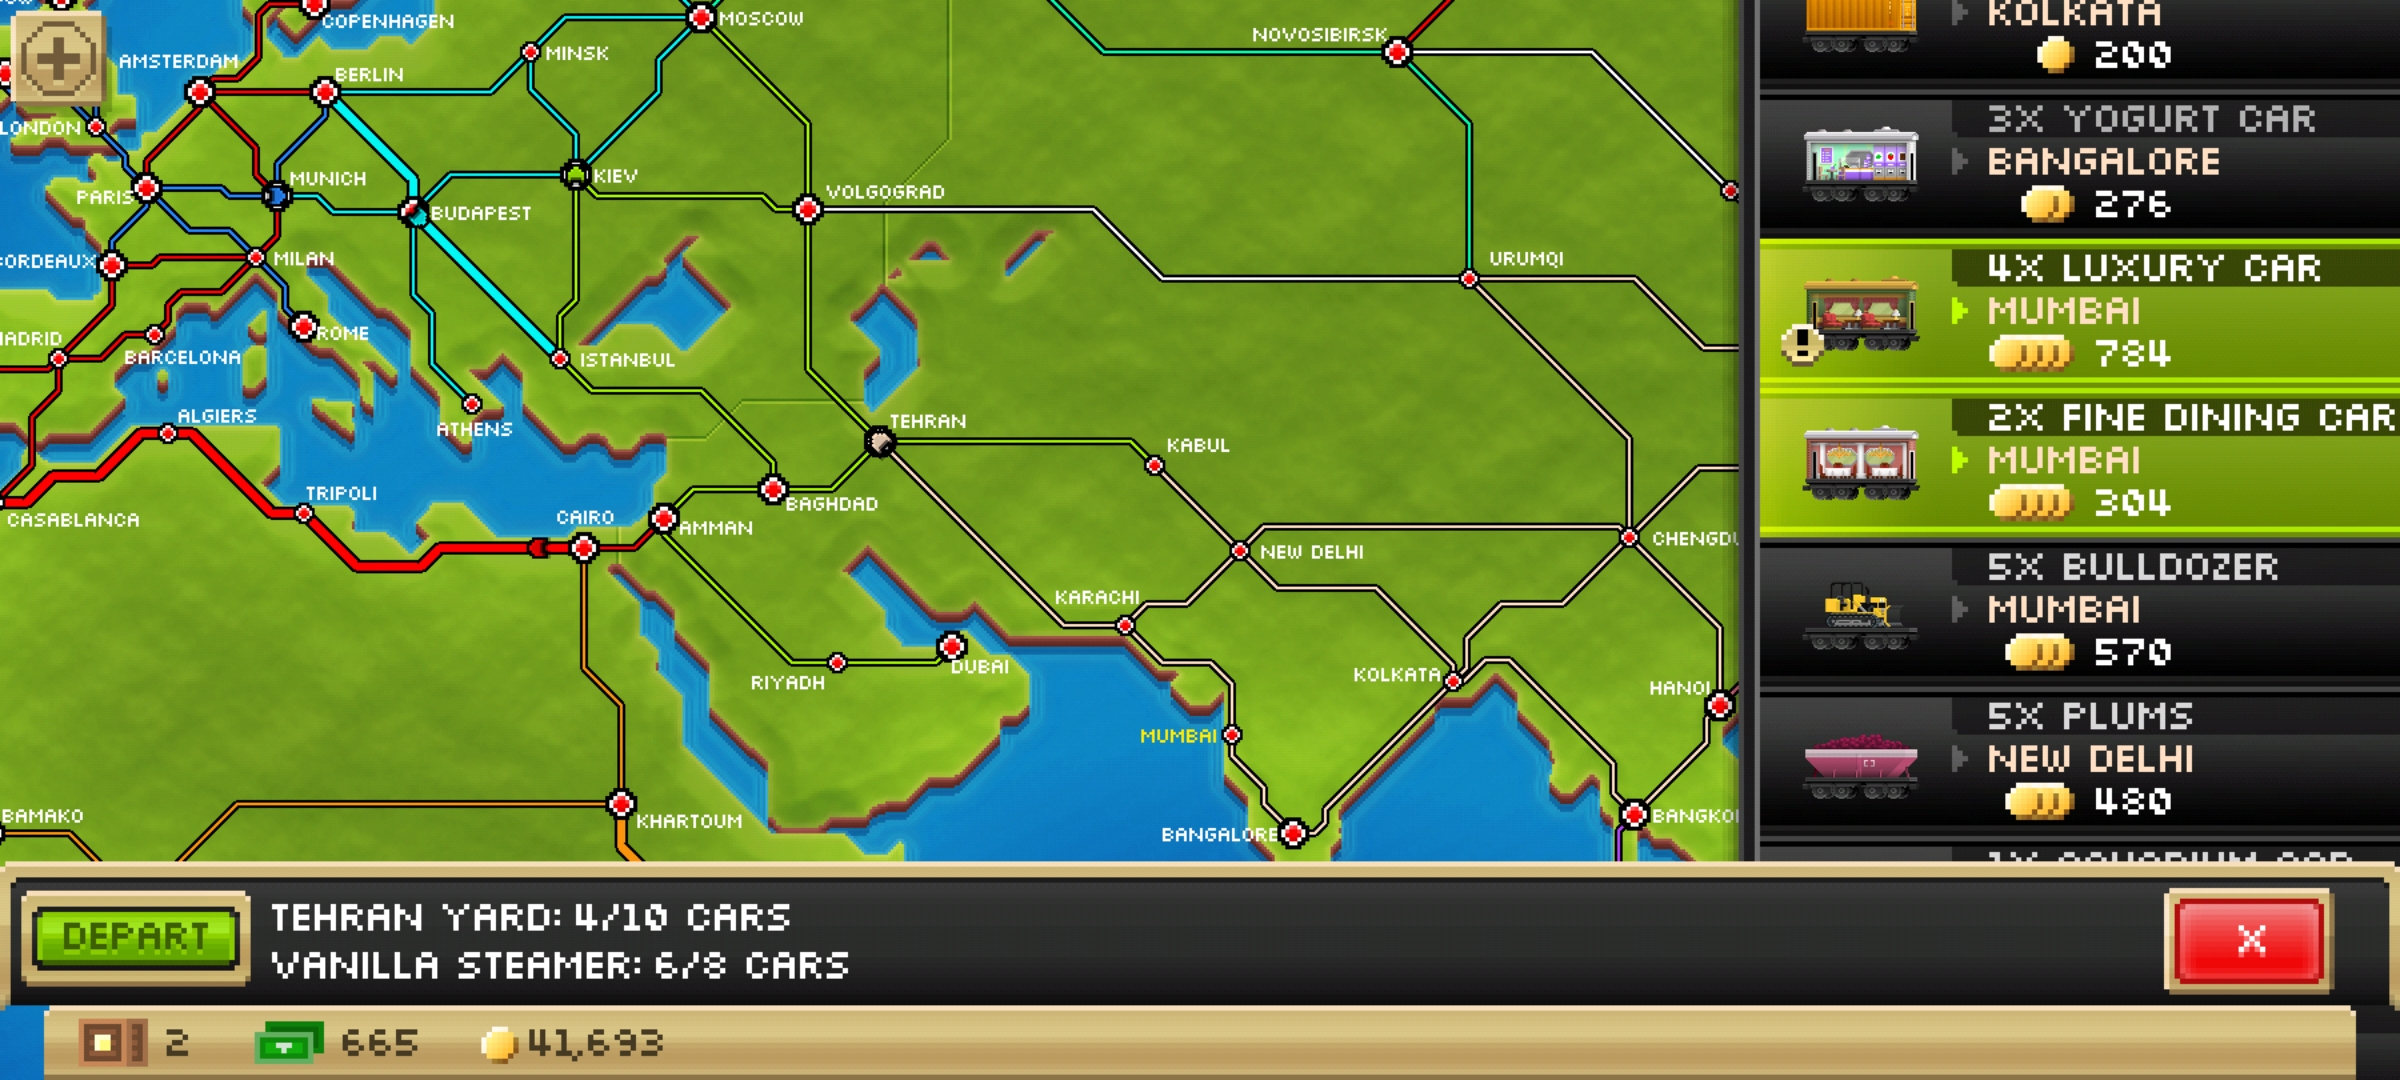 COPENHAGEN
MOSCOW
NOVOSIBIRSK
MINSK
AMSTERDAM
BERLIN
LONDON
MUNICH
KIEV
PARIS
VOLGOGRAD
BUDAPEST
ORDEAUX
MILAN
URUMQI
ROME
ADRID
BARCELONA
ISTANBUL
ALGIERS
ATHENS
TEHRAN
KABUL
TRIPOLI
BAGHDAD
CASABLANCA
CAIRO
AMMAN
NEW DELHI
CHENGDU
KARACHI
RIYADH
DUBAI
KOLKATA
HANOI
MUMBAI
BAMAKO
KHARTOUM
BANGALORE
BANGKO
KOLKATA
200
3X YOGURT CAR
BANGALORE
276
4X LUXURY CAR
MUMBAI
784
2X FINE DINING CAR
MUMBAI
304
5X BULLDOZER
MUMBAI
570
5X PLUMS
NEW DELHI
480
1X AQUARIUM CAR
DEPART
TEHRAN YARD: 4/10 CARS
VANILLA STEAMER: 6/8 CARS
X
2
665
41,693